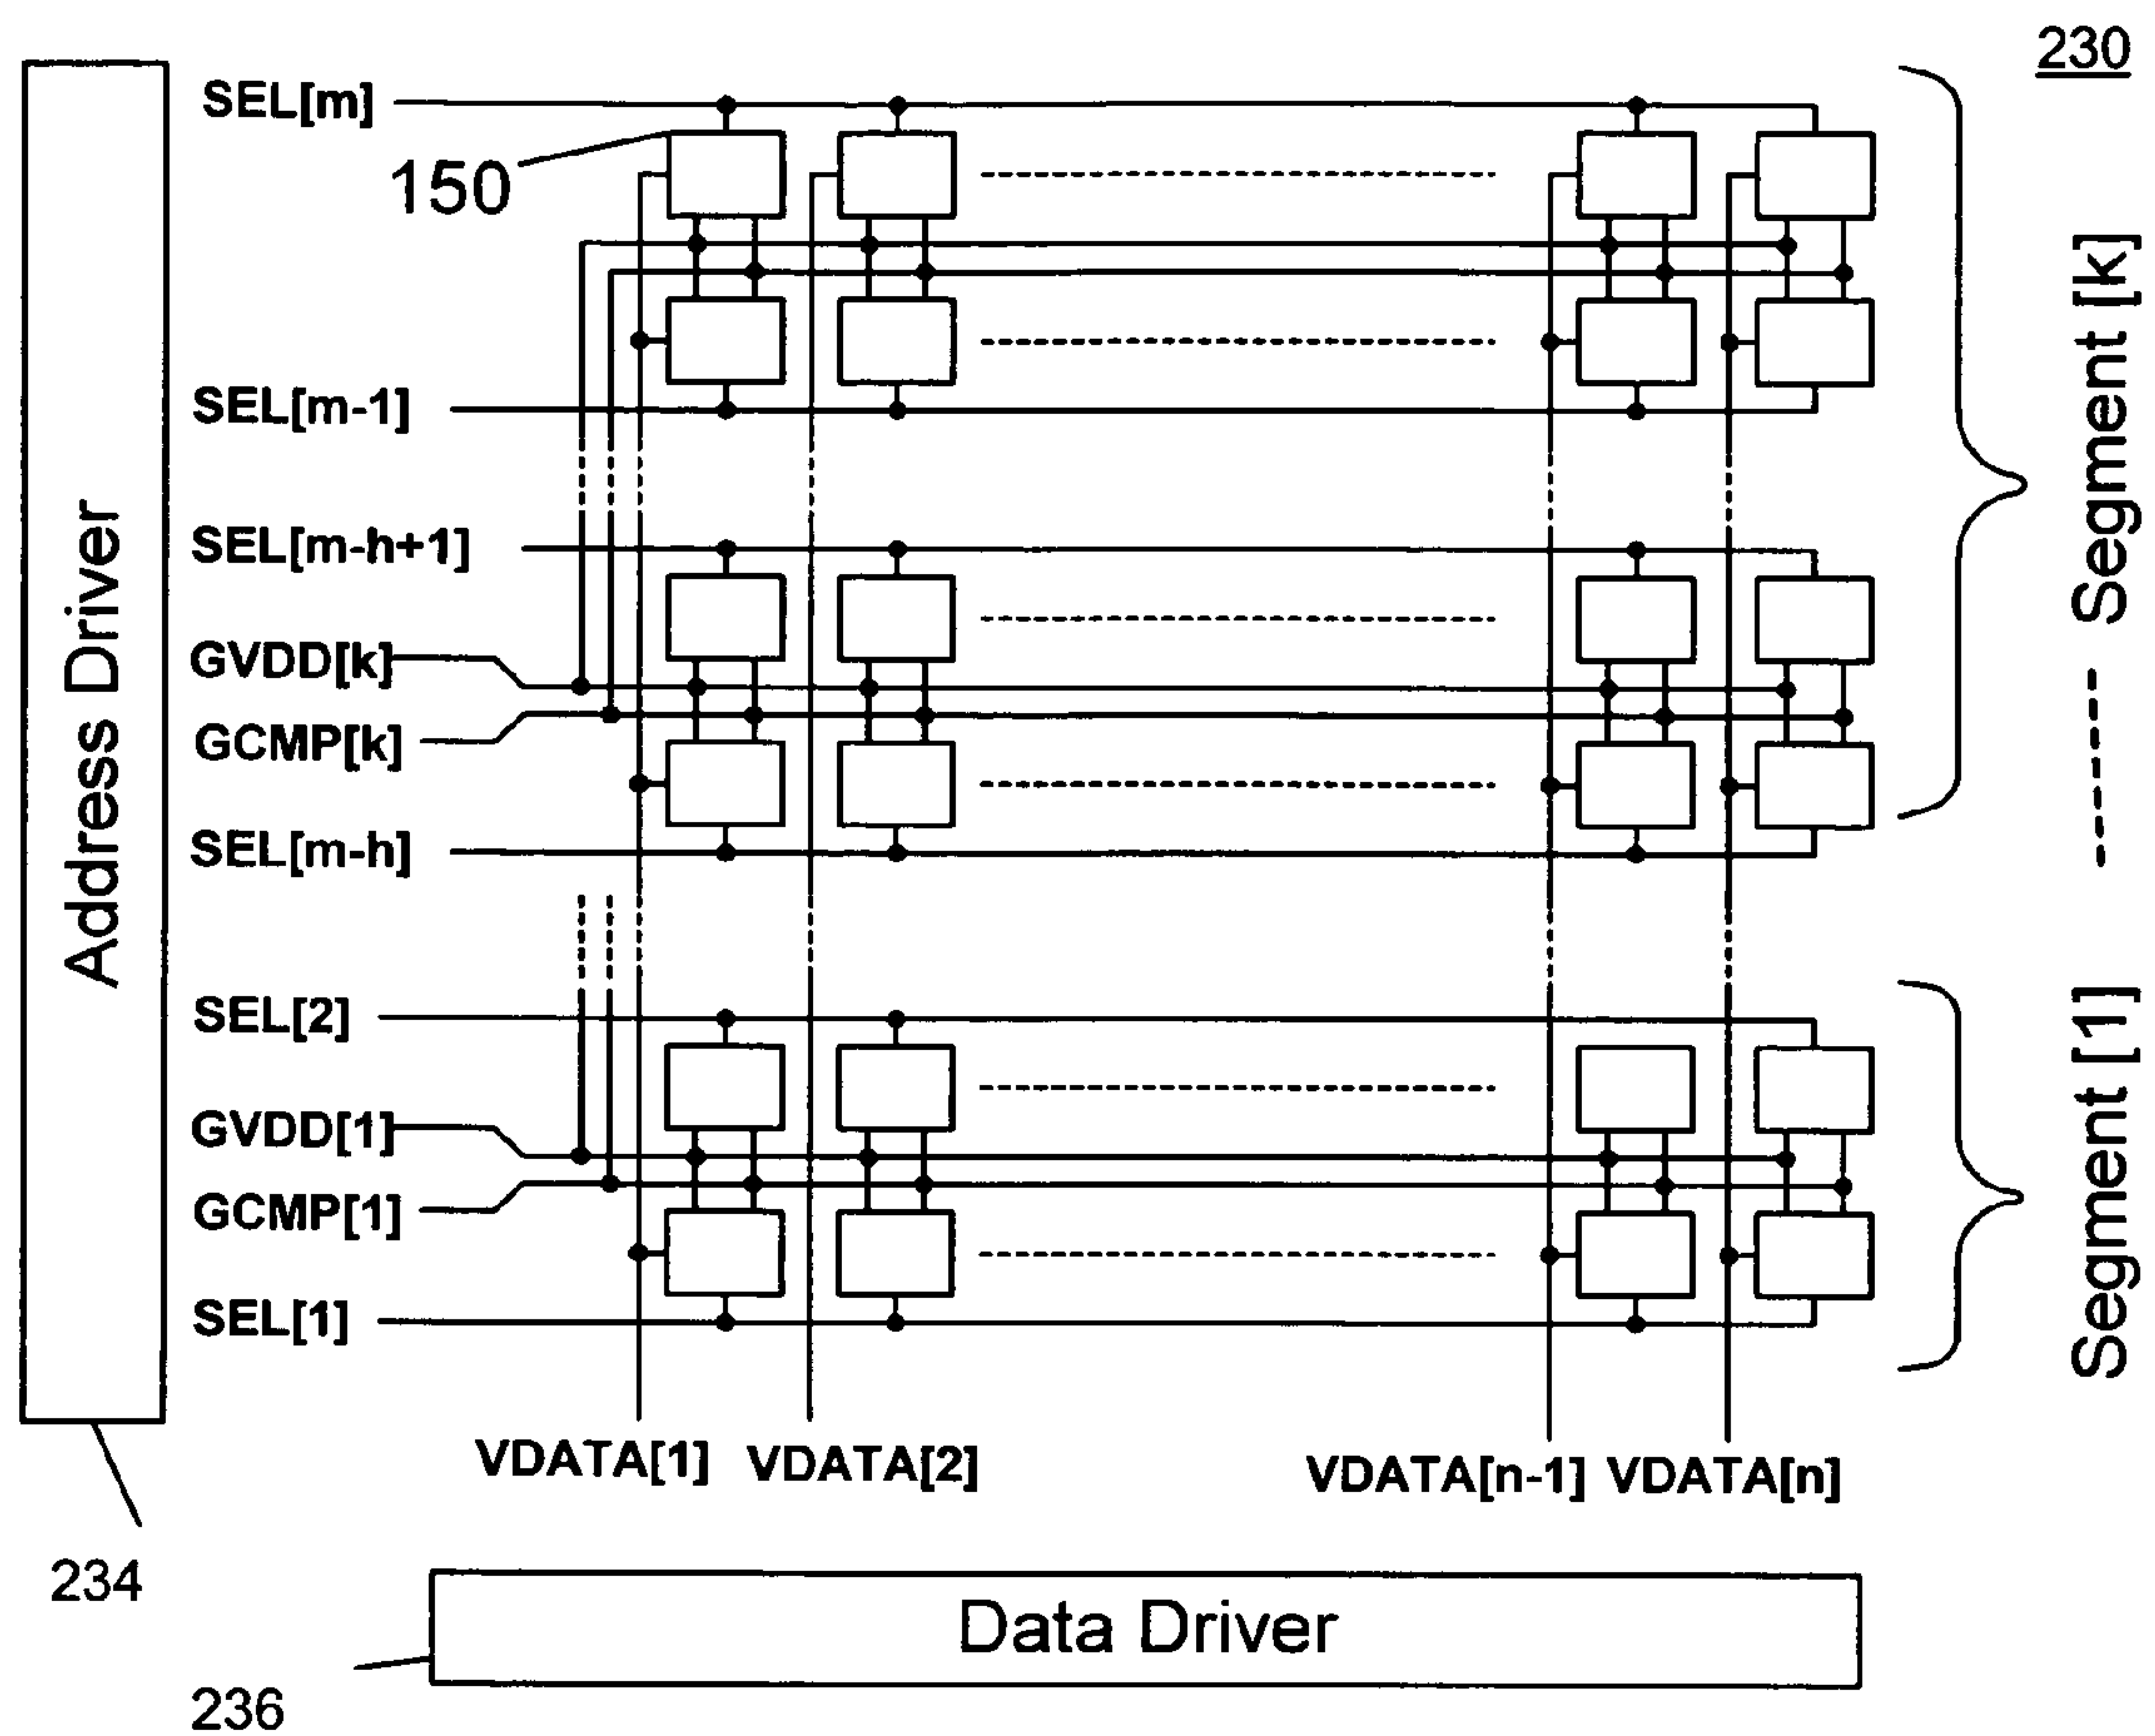 230
SEL[m]
150
SEL[m-1]
SEL[m-h+1]
GVDD[k]
GCMP[k]
SEL[m-h]
SEL[2]
GVDD[1]
GCMP[1]
SEL[1]
Address Driver
Segment [k]
Segment [1]
VDATA[1]
VDATA[2]
VDATA[n-1]
VDATA[n]
234
Data Driver
236